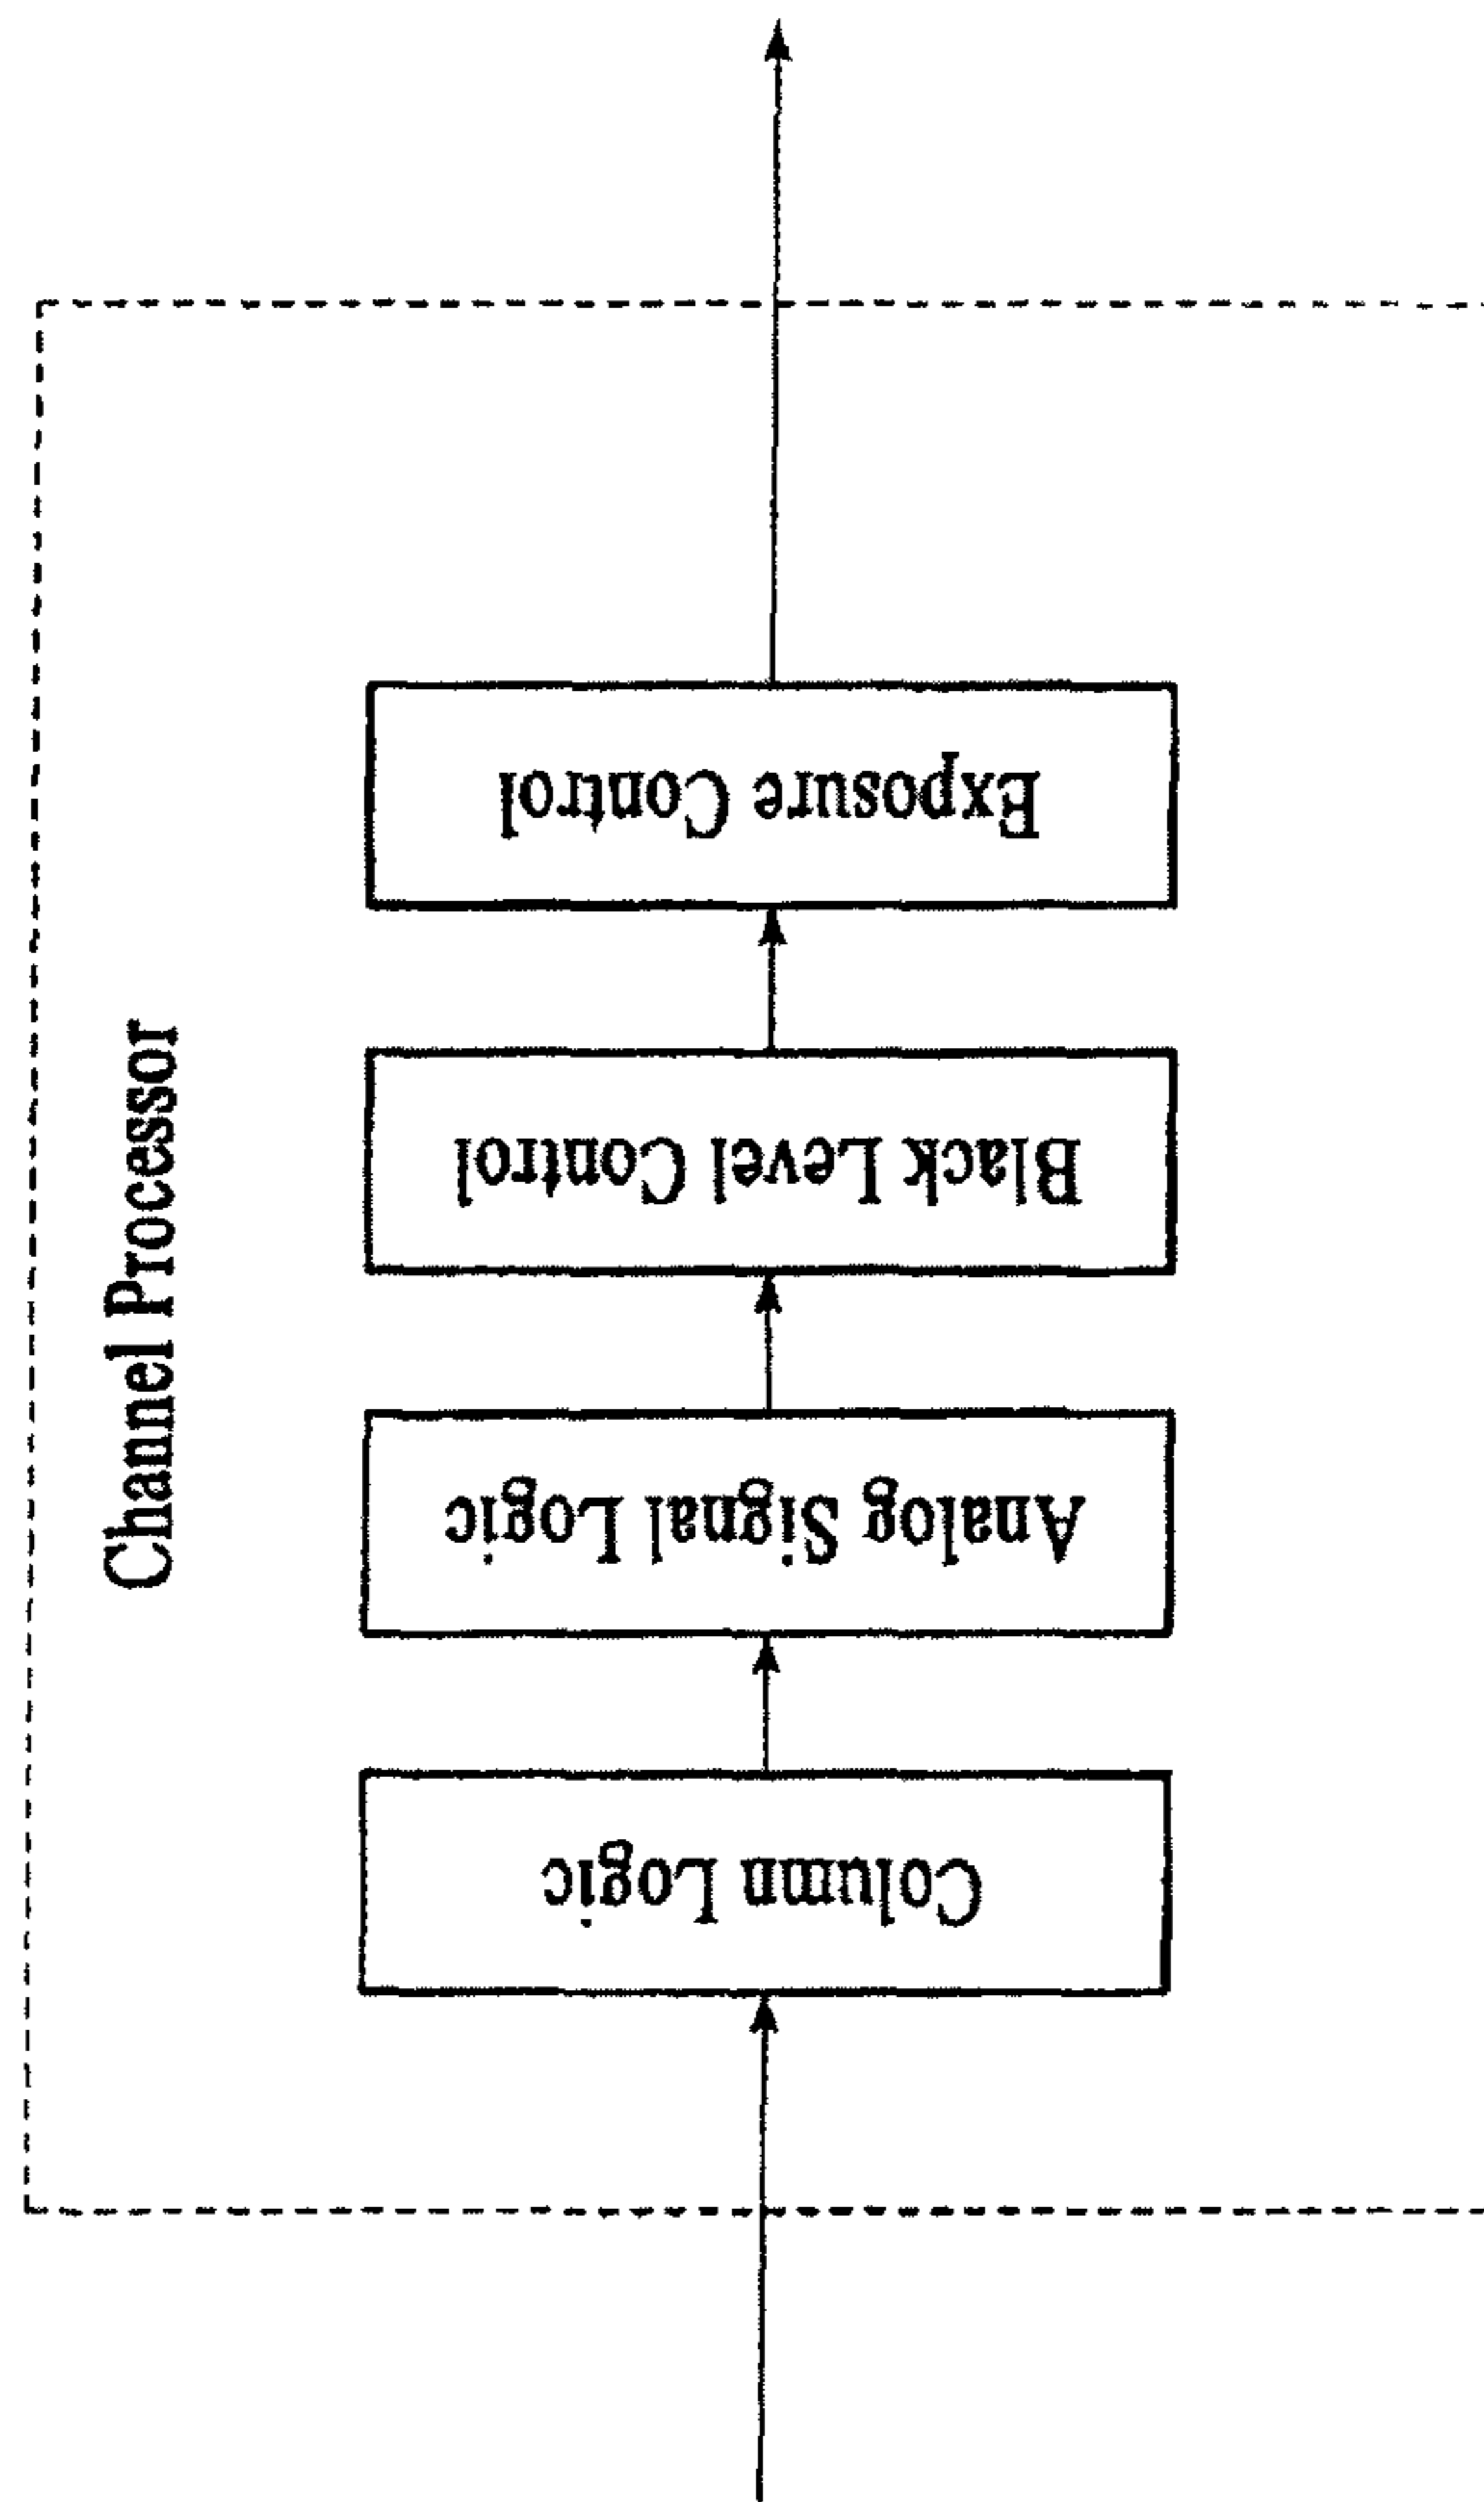 Channel Processor
Column Logic
Analog Signal Logic
Black Level Control
Exposure Control